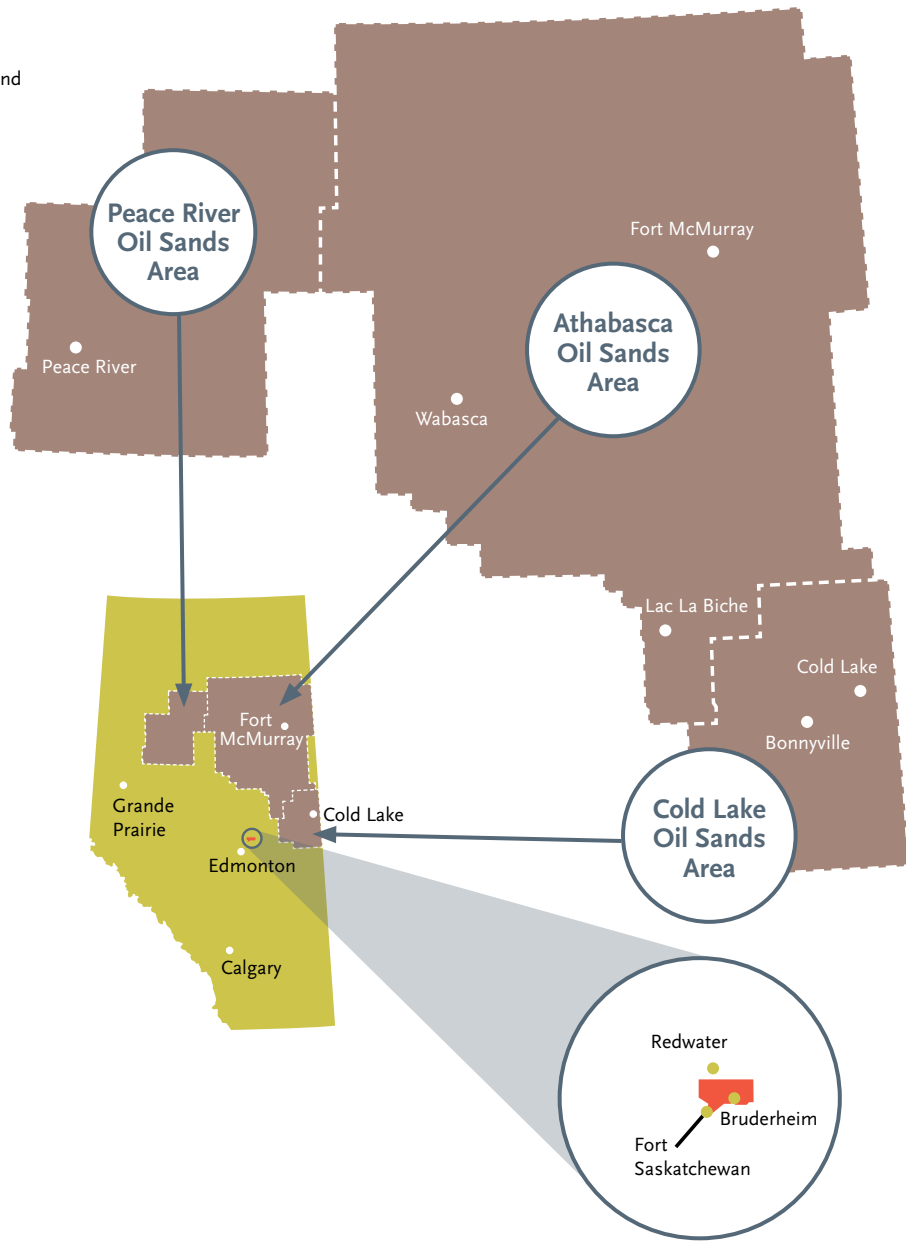 nd
Peace River
Oil Sands
Area
Fort McMurray
Athabasca
Oil Sands
Area
Peace River
Wabasca
Lac La Biche
Cold Lake
Bonnyville
Fort
McMurray
Grande
Prairie
Cold Lake
Cold Lake
Oil Sands
Area
Edmonton
Calgary
Redwater
Bruderheim
Fort
Saskatchewan